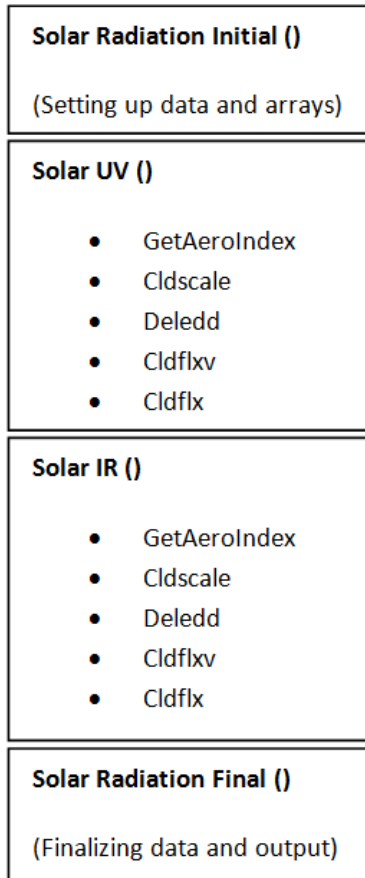 Solar Radiation Initial ()
(Setting up data and arrays)
Solar UV ()
• GetAeroIndex
• Cldscale
• Deledd
• Cldflxv
• Cldflx
Solar IR ()
• GetAeroIndex
• Cldscale
• Deledd
• Cldflxv
• Cldflx
Solar Radiation Final ()
(Finalizing data and output)